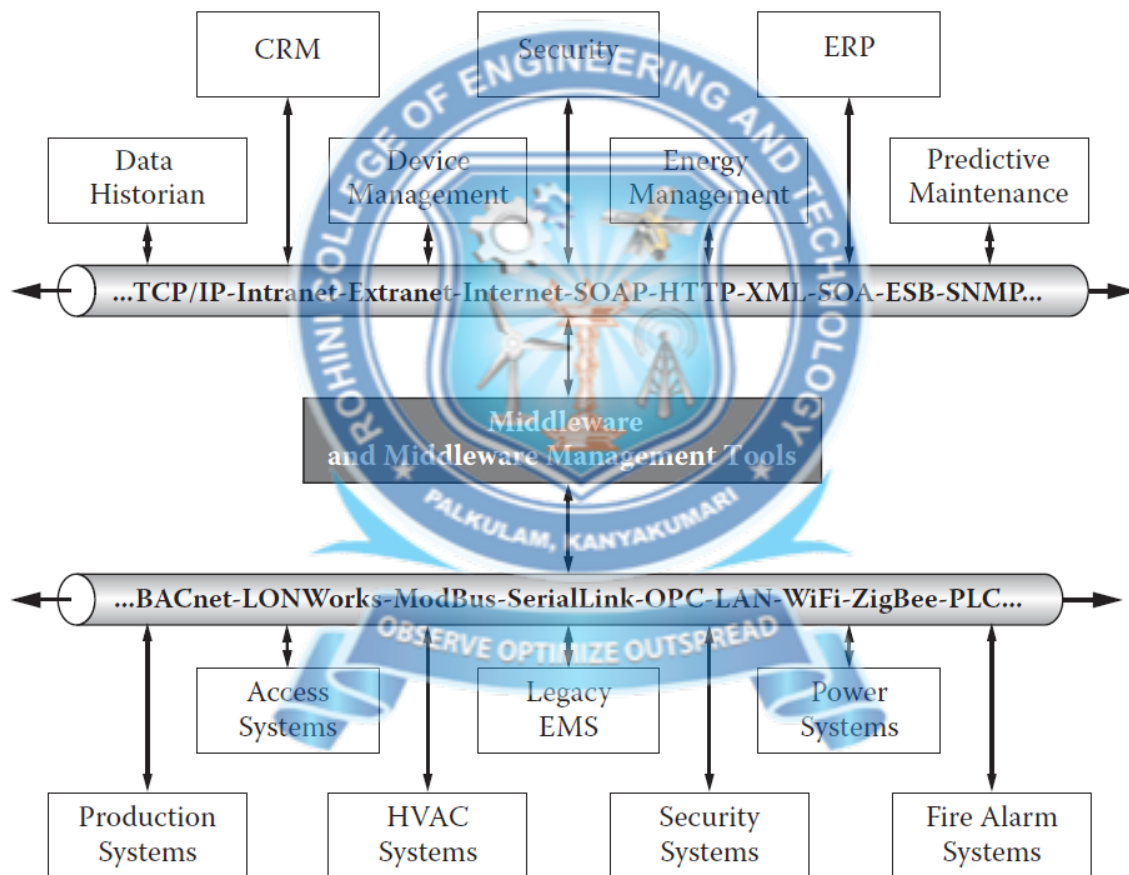 CRM
Security
ERP
Data
Historian
Device
Management
Energy
Management
Predictive
Maintenance
...TCP/IP-Intranet-Extranet-Internet-SOAP-HTTP-XML-SOA-ESB-SNMP...
Middleware
and Middleware Management Tools
...BACnet-LONWorks-ModBus-SerialLink-OPC-LAN-WiFi-ZigBee-PLC...
Access
Systems
Legacy
EMS
Power
Systems
Production
Systems
HVAC
Systems
Security
Systems
Fire Alarm
Systems
ROHINI COLLEGE OF ENGINEERING AND TECHNOLOGY
PALKULAM, KANYAKUMARI
OBSERVE OPTIMIZE OUTSPREAD